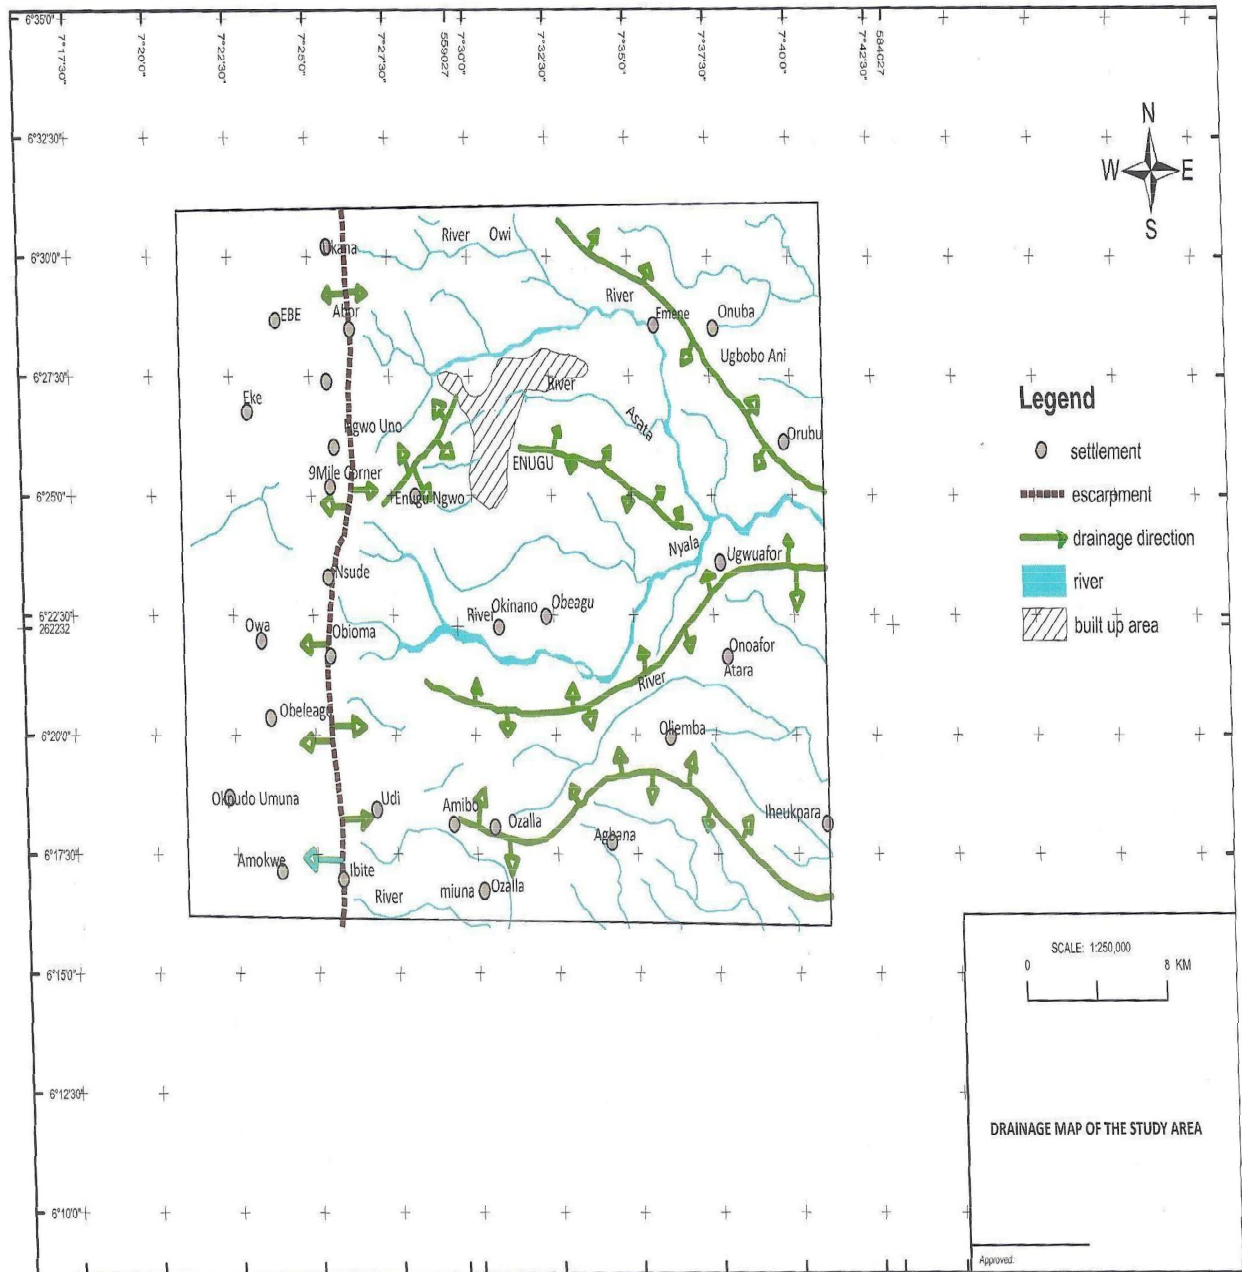 6°35'0"
7°17'30"
7°20'0"
7°22'30"
7°25'0"
7°27'30"
559027
7°30'0"
7°32'30"
7°35'0"
7°37'30"
7°40'0"
7°42'30"
584027
6°32'30"
N
W E
S
River Owi
Ukana
6°30'0"
EBE
Abor
River
Emene
Onuba
Ugbobo Ani
6°27'30"
River
Eke
Ngwo Uno
Asata
Orubu
9Mile Corner
ENUGU
6°25'0"
Enugu Ngwo
Nyala
Ugwuafor
Nsude
Okinano
Obeagu
6°22'30"
262232
River
Owa
Obioma
Onoafor
Atara
River
Obeleagu
6°20'0"
Oliemba
Okpudo Umuna
Udi
Amibo
Ozalla
Agbana
Iheukpara
6°17'30"
Amokwe
Ibite
River
miuna
Ozalla
6°15'0"
6°12'30"
6°10'0"
Legend
settlement
escarpment
drainage direction
river
built up area
SCALE: 1:250,000
0 8 KM
DRAINAGE MAP OF THE STUDY AREA
Approved: